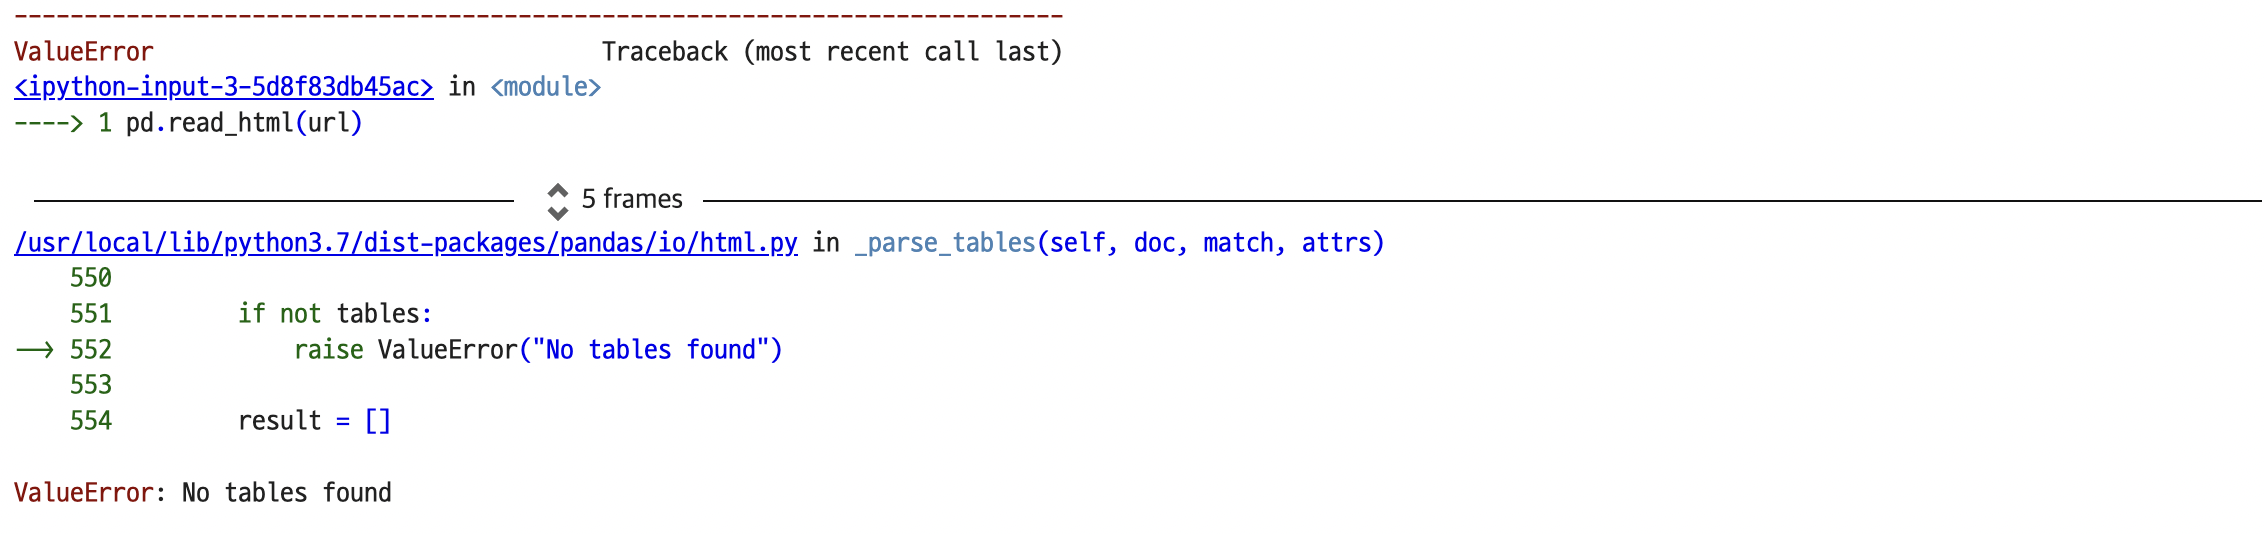 ---------------------------------------------------------------------------
ValueError                                Traceback (most recent call last)
<ipython-input-3-5d8f83db45ac> in <module>
----> 1 pd.read_html(url)
5 frames
/usr/local/lib/python3.7/dist-packages/pandas/io/html.py in _parse_tables(self, doc, match, attrs)
    550
    551         if not tables:
--> 552             raise ValueError("No tables found")
    553
    554         result = []
ValueError: No tables found